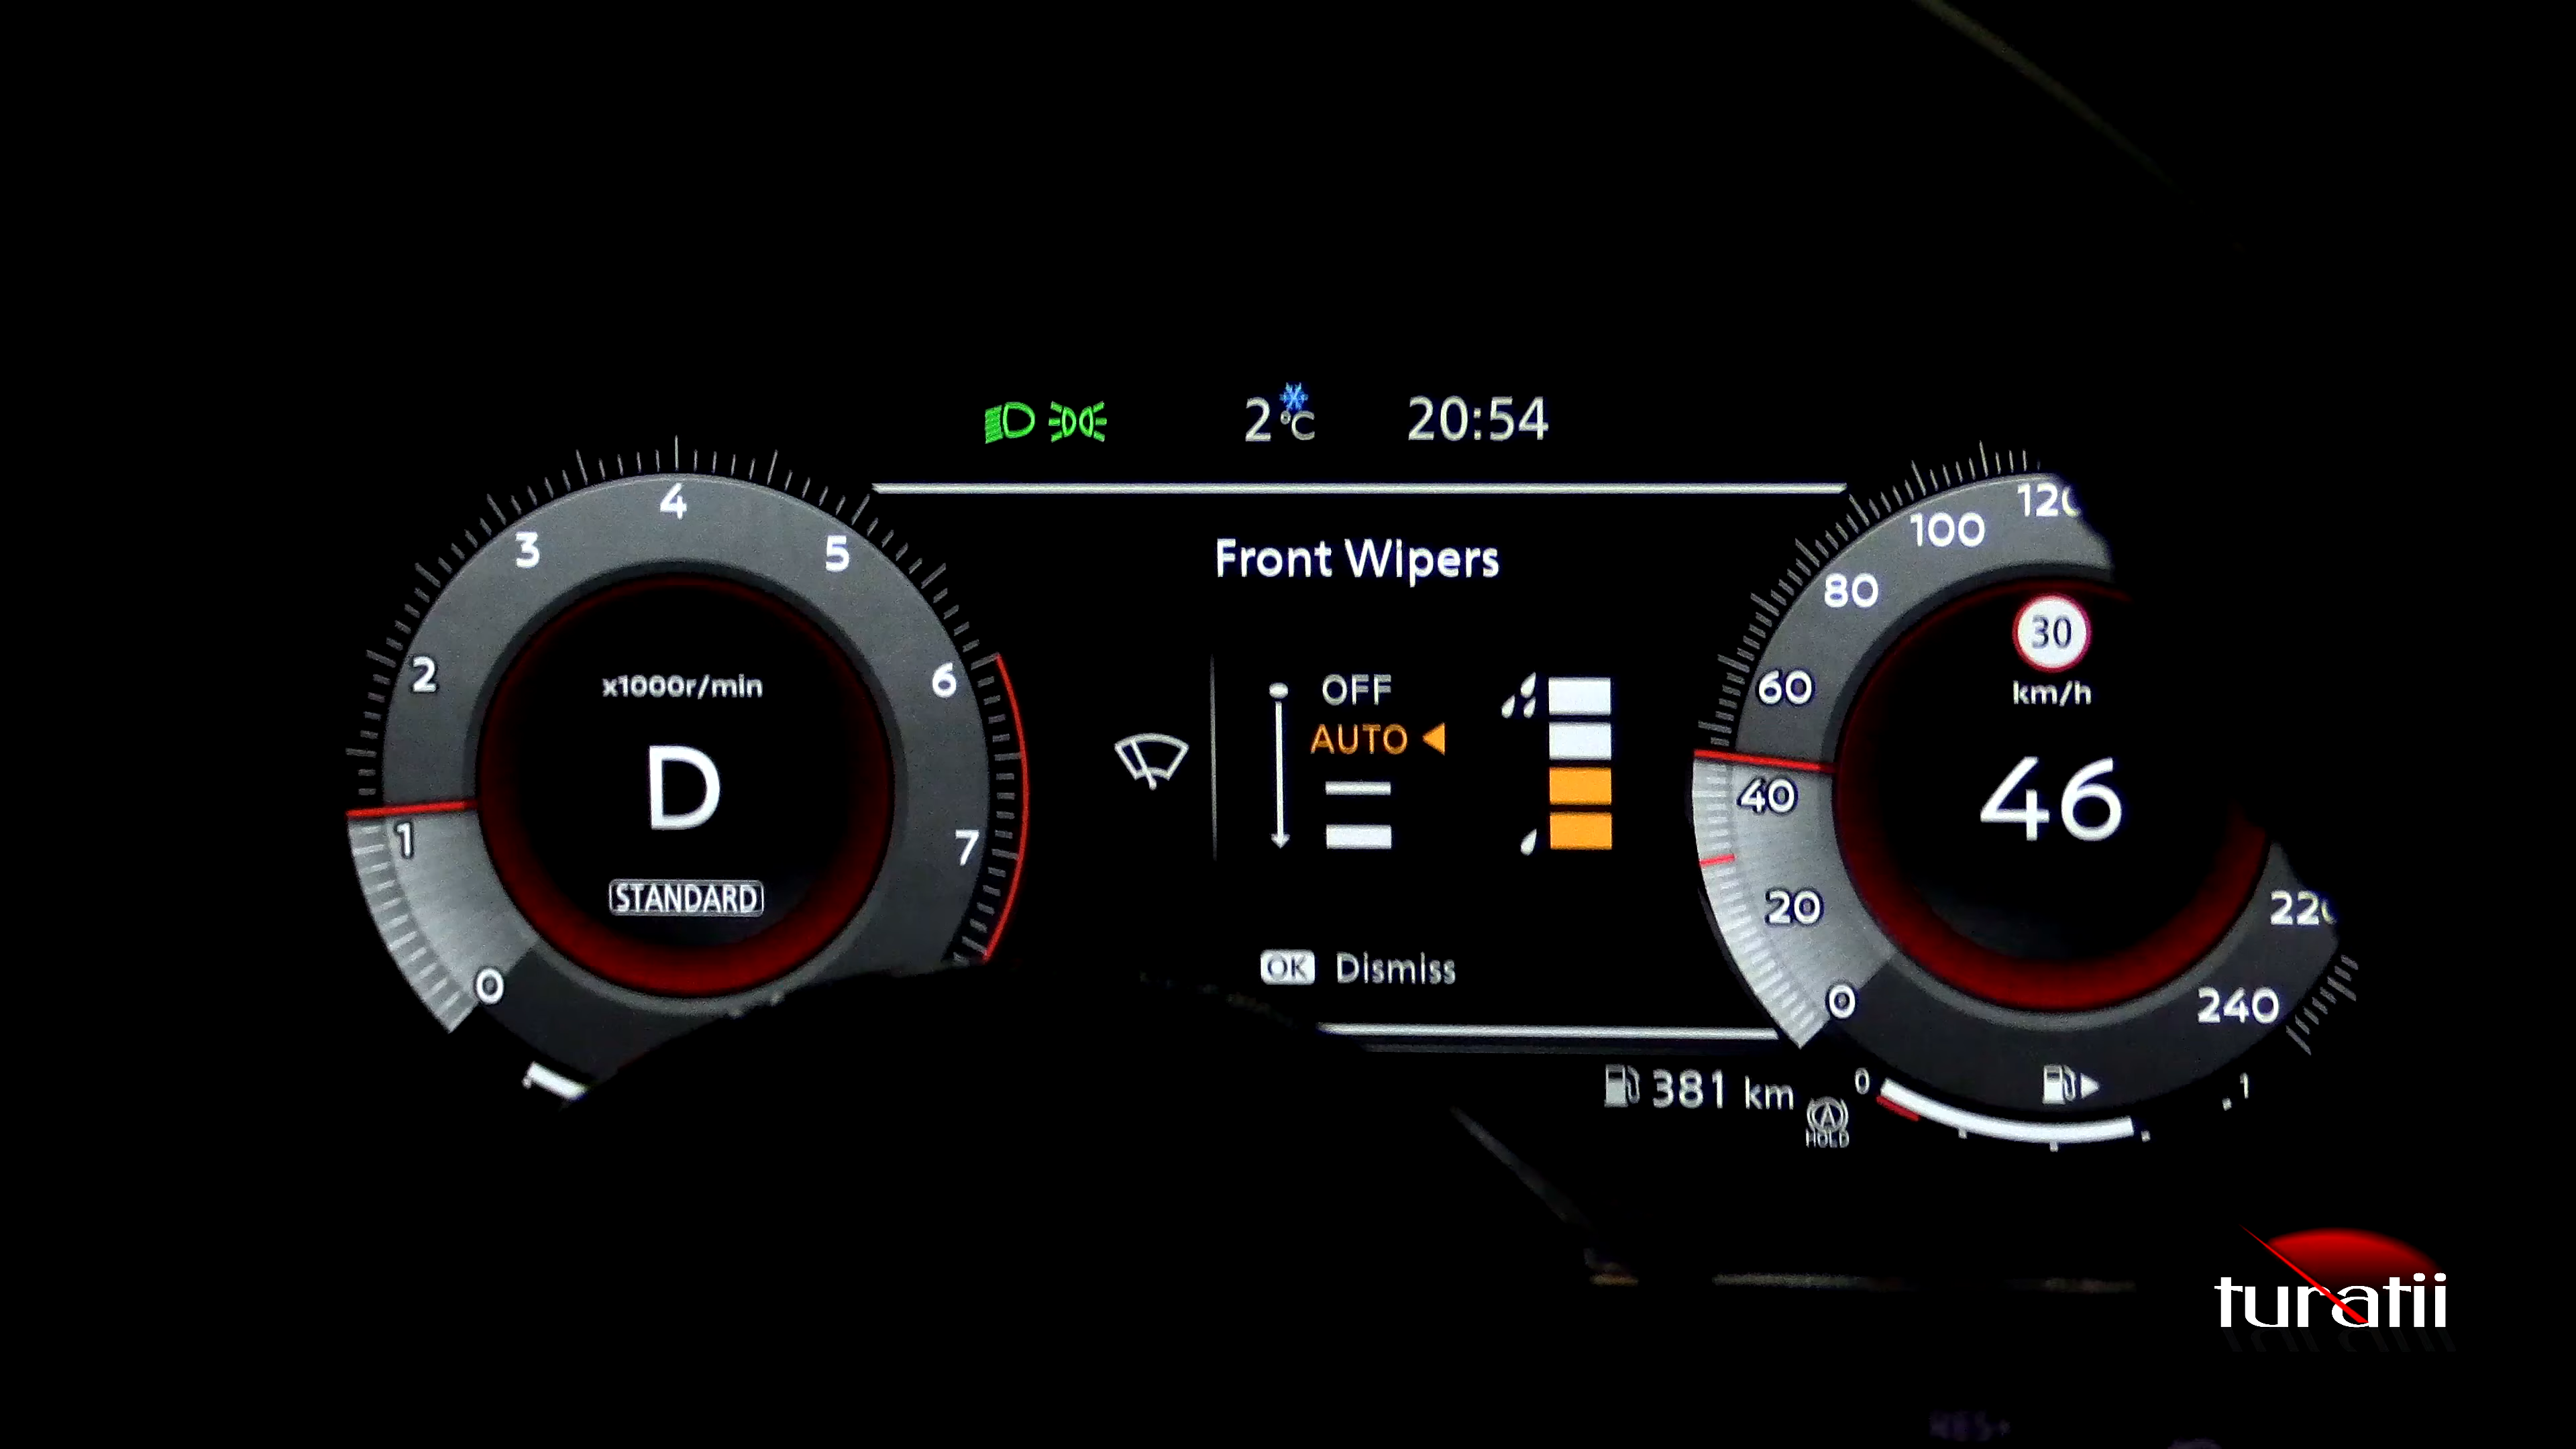 2 °C 20:54
Front Wipers
OFF
AUTO
OK Dismiss
381 km
HOLD
0 1 2 3 4 5 6 7
x1000r/min
D
STANDARD
0 20 40 60 80 100 240
30
km/h
46
0 1
turatii